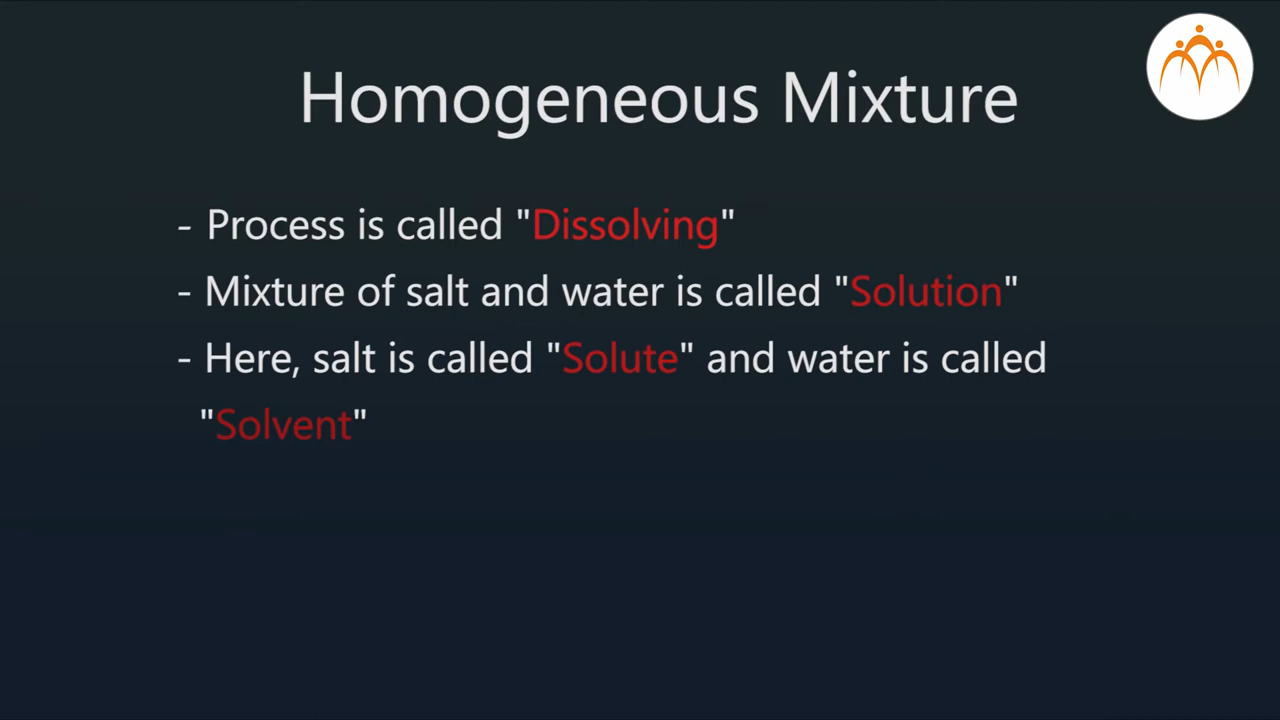 Homogeneous Mixture
- Process is called "Dissolving"
- Mixture of salt and water is called "Solution"
- Here, salt is called "Solute" and water is called
"Solvent"